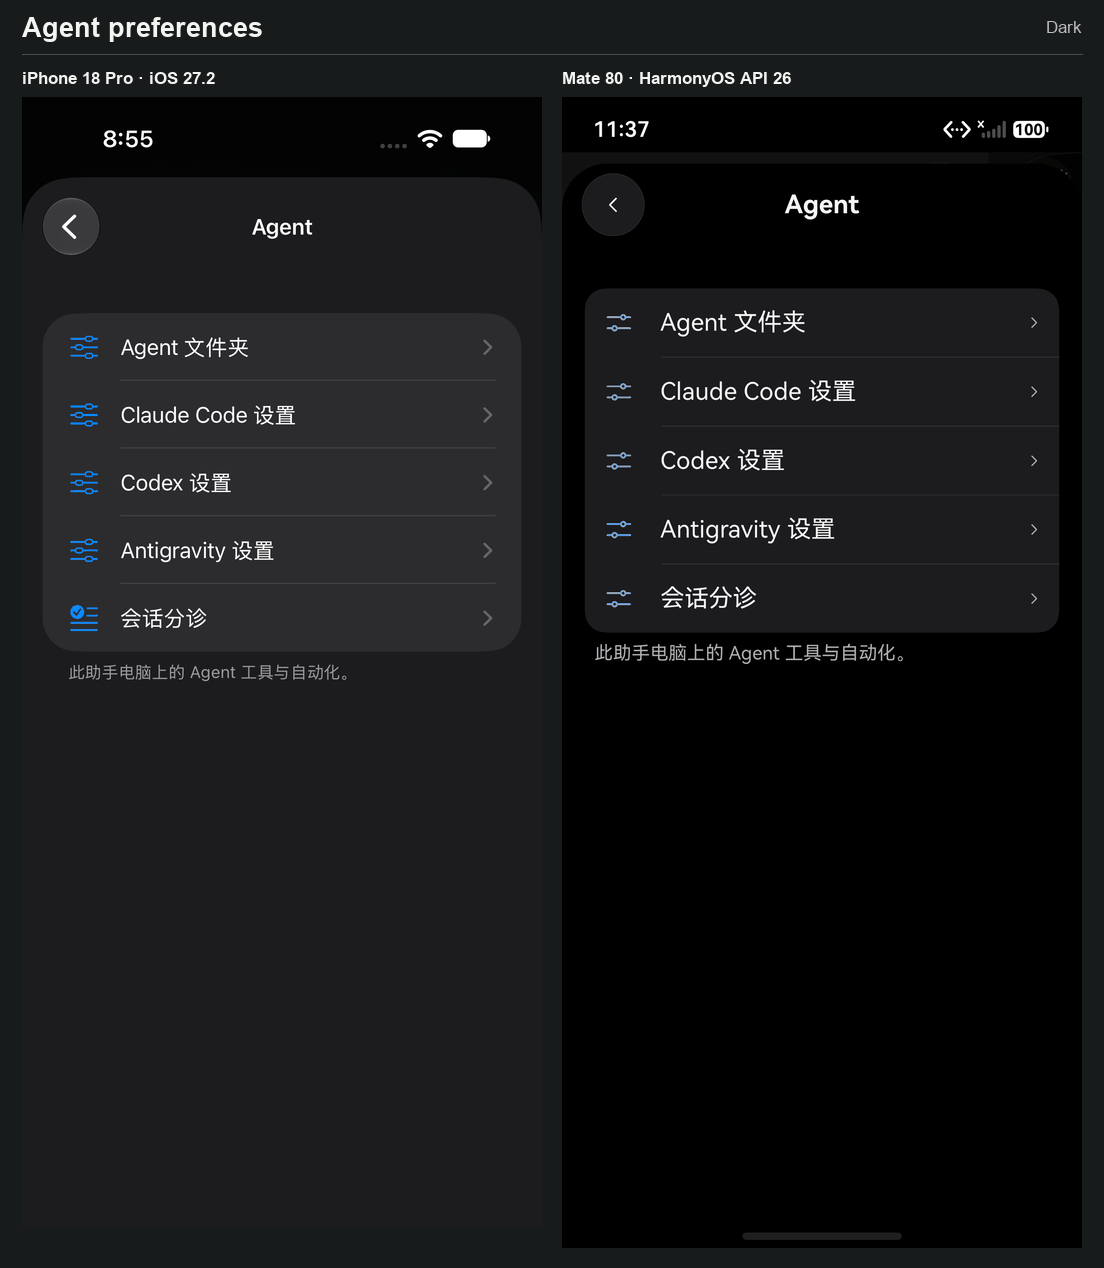 Agent preferences
Dark
iPhone 18 Pro · iOS 27.2
8:55
Agent
Agent 文件夹
Claude Code 设置
Codex 设置
Antigravity 设置
会话分诊
此助手电脑上的 Agent 工具与自动化。
Mate 80 · HarmonyOS API 26
11:37
100
Agent
Agent 文件夹
Claude Code 设置
Codex 设置
Antigravity 设置
会话分诊
此助手电脑上的 Agent 工具与自动化。